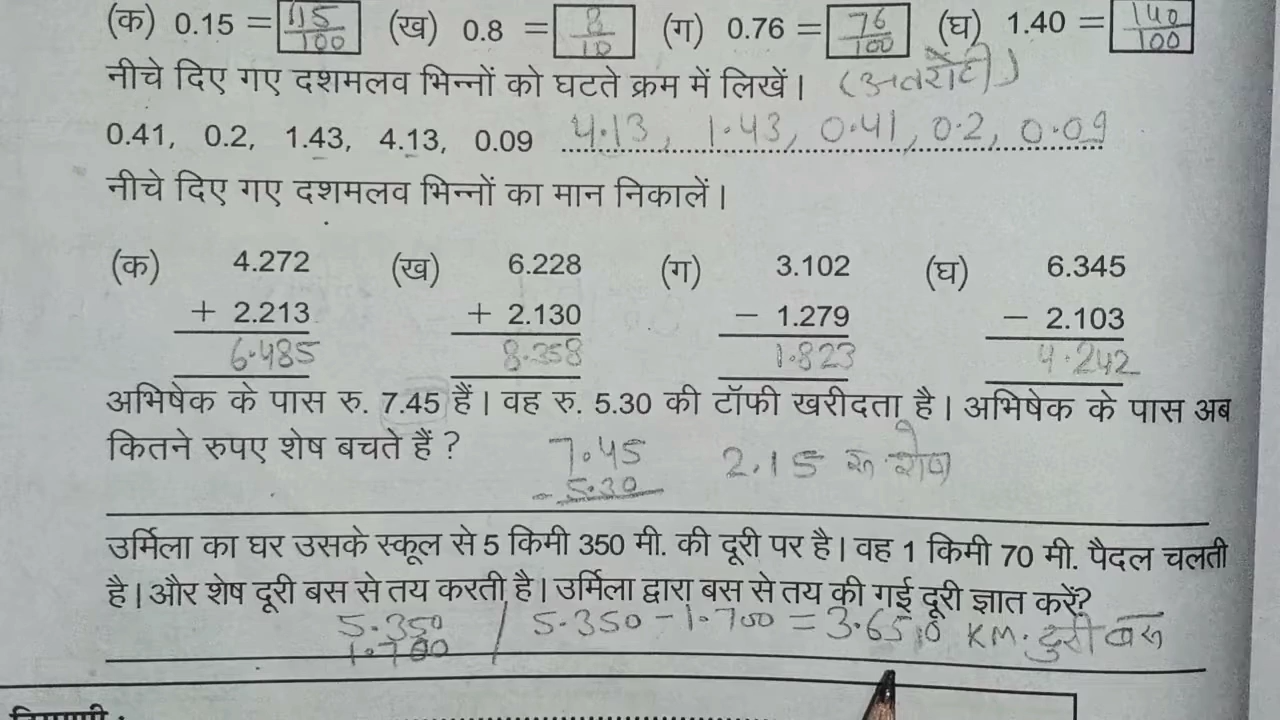 (क) 0.15 = 15/100 (ख) 0.8 = 8/10 (ग) 0.76 = 76/100 (घ) 1.40 = 140/100
नीचे दिए गए दशमलव भिन्नों को घटते क्रम में लिखें।
0.41, 0.2, 1.43, 4.13, 0.09 4.13, 1.43, 0.41, 0.2, 0.09
नीचे दिए गए दशमलव भिन्नों का मान निकालें।
(क) 4.272 (ख) 6.228 (ग) 3.102 (घ) 6.345
+ 2.213 + 2.130 − 1.279 − 2.103
6.485 8.358 1.823 4.242
अभिषेक के पास रु. 7.45 हैं। वह रु. 5.30 की टॉफी खरीदता है। अभिषेक के पास अब
कितने रुपए शेष बचते हैं ? 7.45 2.15 रु शेष
- 5.30
उर्मिला का घर उसके स्कूल से 5 किमी 350 मी. की दूरी पर है। वह 1 किमी 70 मी. पैदल चलती
है। और शेष दूरी बस से तय करती है। उर्मिला द्वारा बस से तय की गई दूरी ज्ञात करें?
5.350 / 5.350 - 1.700 = 3.650 KM. दुरी बस
1.700